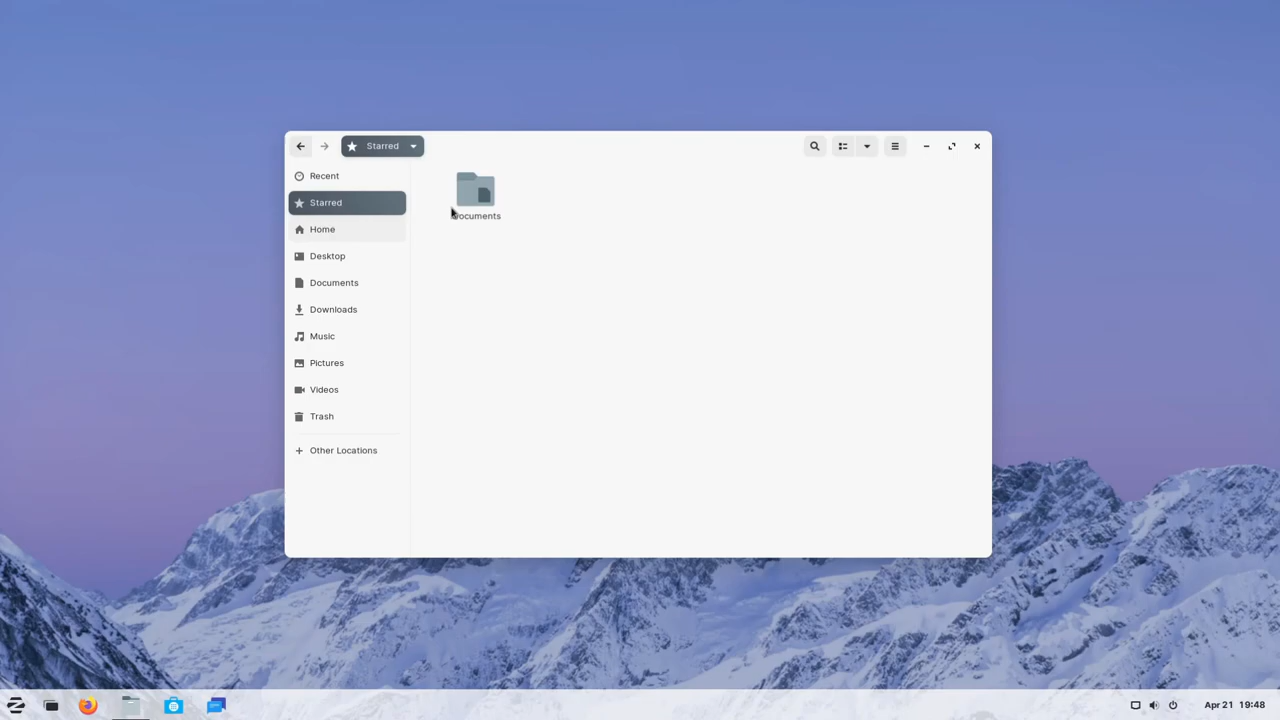 Starred
Recent
Starred
Home
Desktop
Documents
Downloads
Music
Pictures
Videos
Trash
Other Locations
Documents
Apr 21 19:48